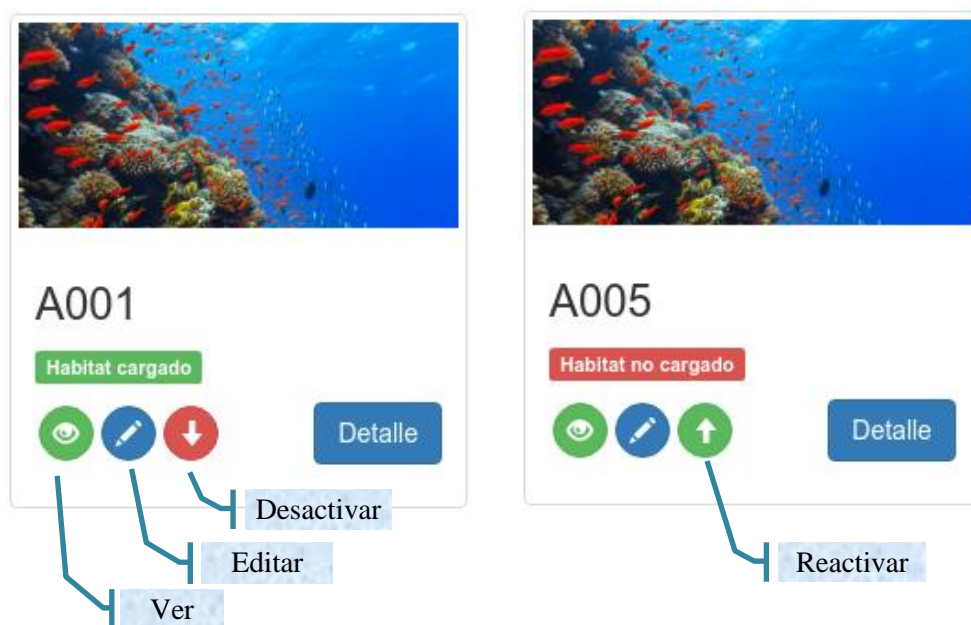 A001
Habitat cargado
Detalle
Desactivar
Editar
Ver
A005
Habitat no cargado
Detalle
Reactivar